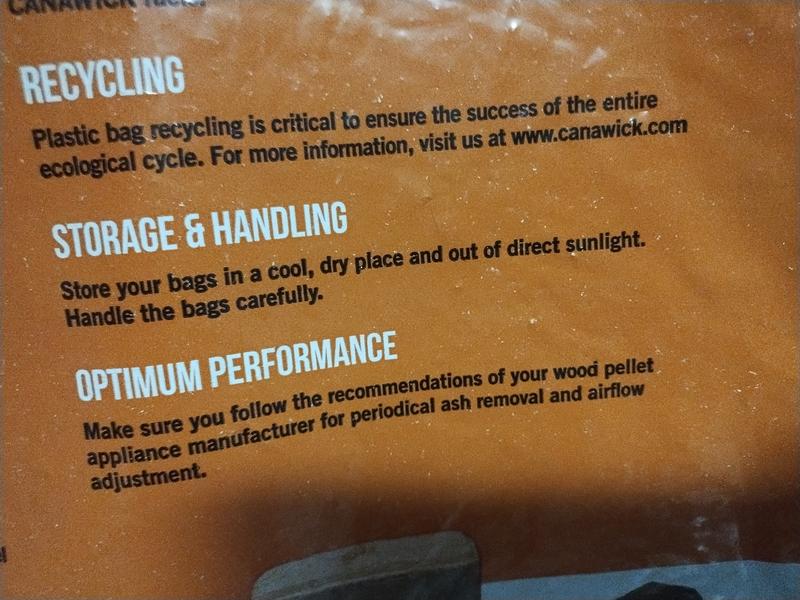 CANAWICK
RECYCLING
Plastic bag recycling is critical to ensure the success of the entire
ecological cycle. For more information, visit us at www.canawick.com
STORAGE & HANDLING
Store your bags in a cool, dry place and out of direct sunlight.
Handle the bags carefully.
OPTIMUM PERFORMANCE
Make sure you follow the recommendations of your wood pellet
appliance manufacturer for periodical ash removal and airflow
adjustment.